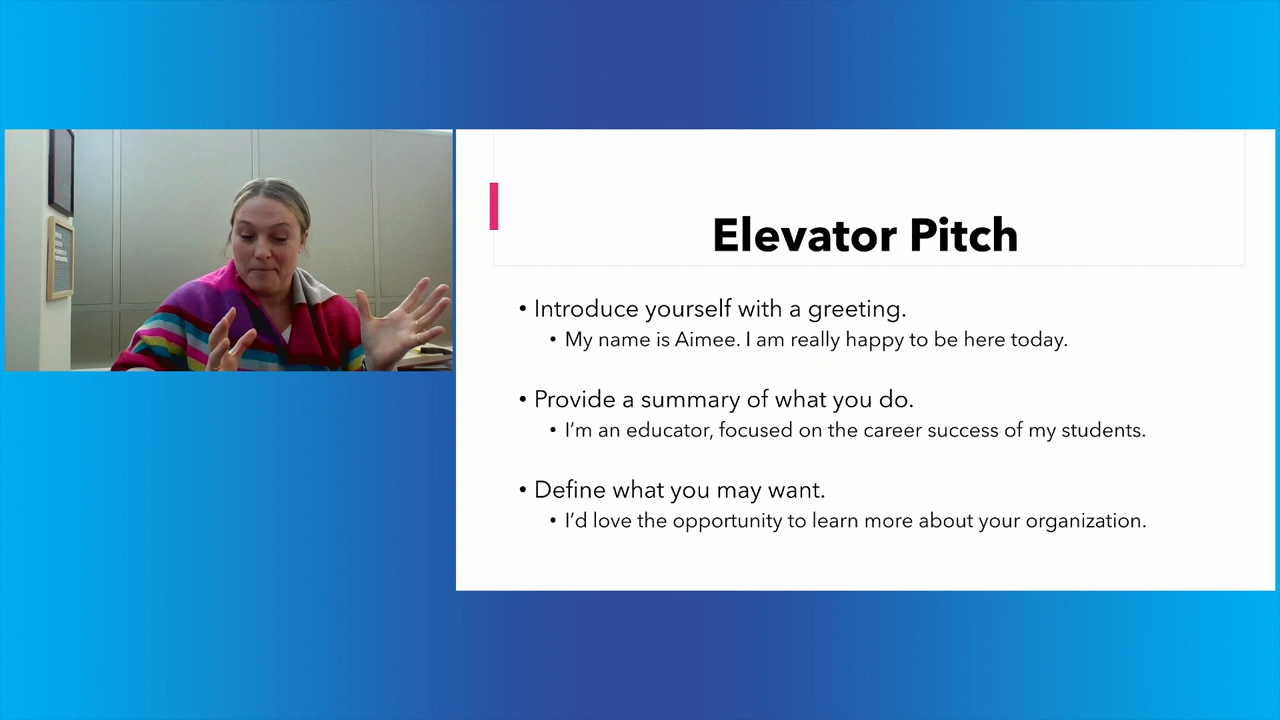 Elevator Pitch
• Introduce yourself with a greeting.
• My name is Aimee. I am really happy to be here today.
• Provide a summary of what you do.
• I’m an educator, focused on the career success of my students.
• Define what you may want.
• I’d love the opportunity to learn more about your organization.